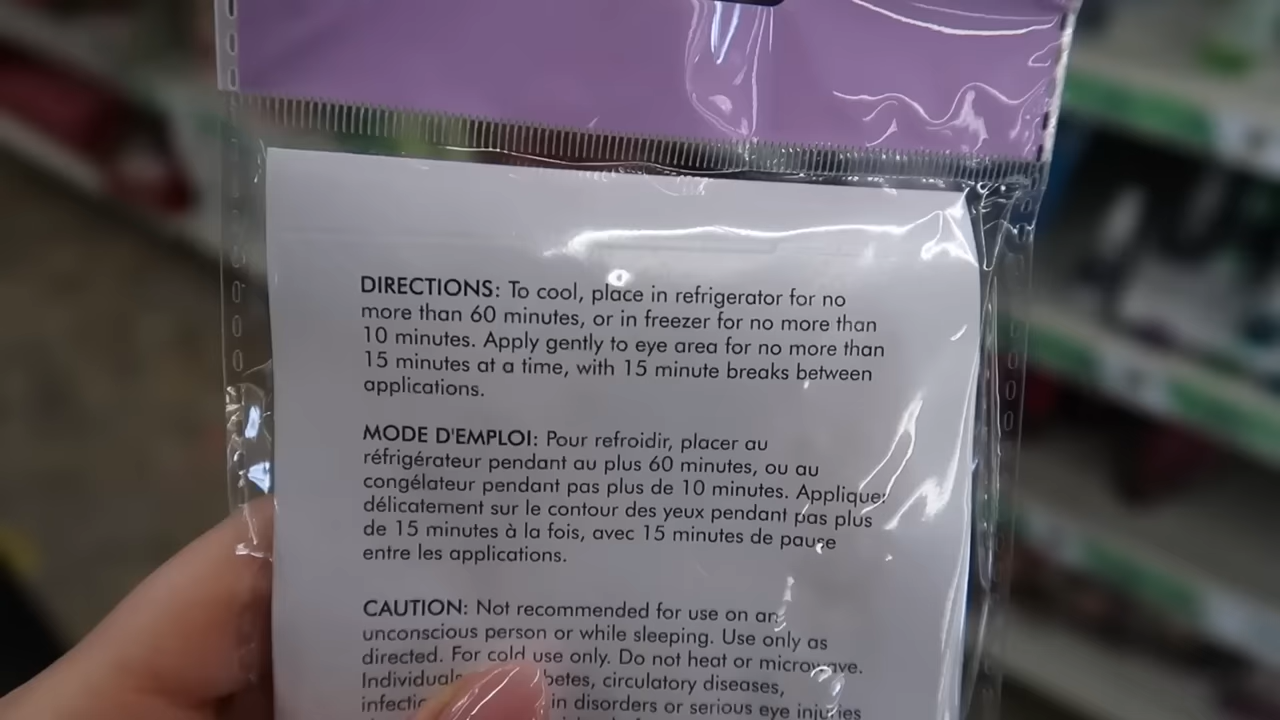 DIRECTIONS: To cool, place in refrigerator for no
more than 60 minutes, or in freezer for no more than
10 minutes. Apply gently to eye area for no more than
15 minutes at a time, with 15 minute breaks between
applications.
MODE D'EMPLOI: Pour refroidir, placer au
réfrigérateur pendant au plus 60 minutes, ou au
congélateur pendant pas plus de 10 minutes. Appliquer
délicatement sur le contour des yeux pendant pas plus
de 15 minutes à la fois, avec 15 minutes de pause
entre les applications.
CAUTION: Not recommended for use on an
unconscious person or while sleeping. Use only as
directed. For cold use only. Do not heat or microwave.
circulatory diseases,
in disorders or serious eye injuries